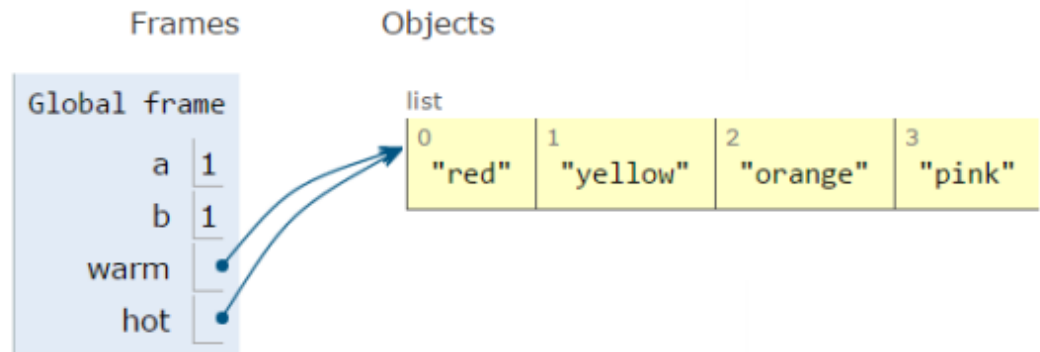 Frames Objects
Global frame
a 1
b 1
warm
hot
list
0 1 2 3
"red" "yellow" "orange" "pink"